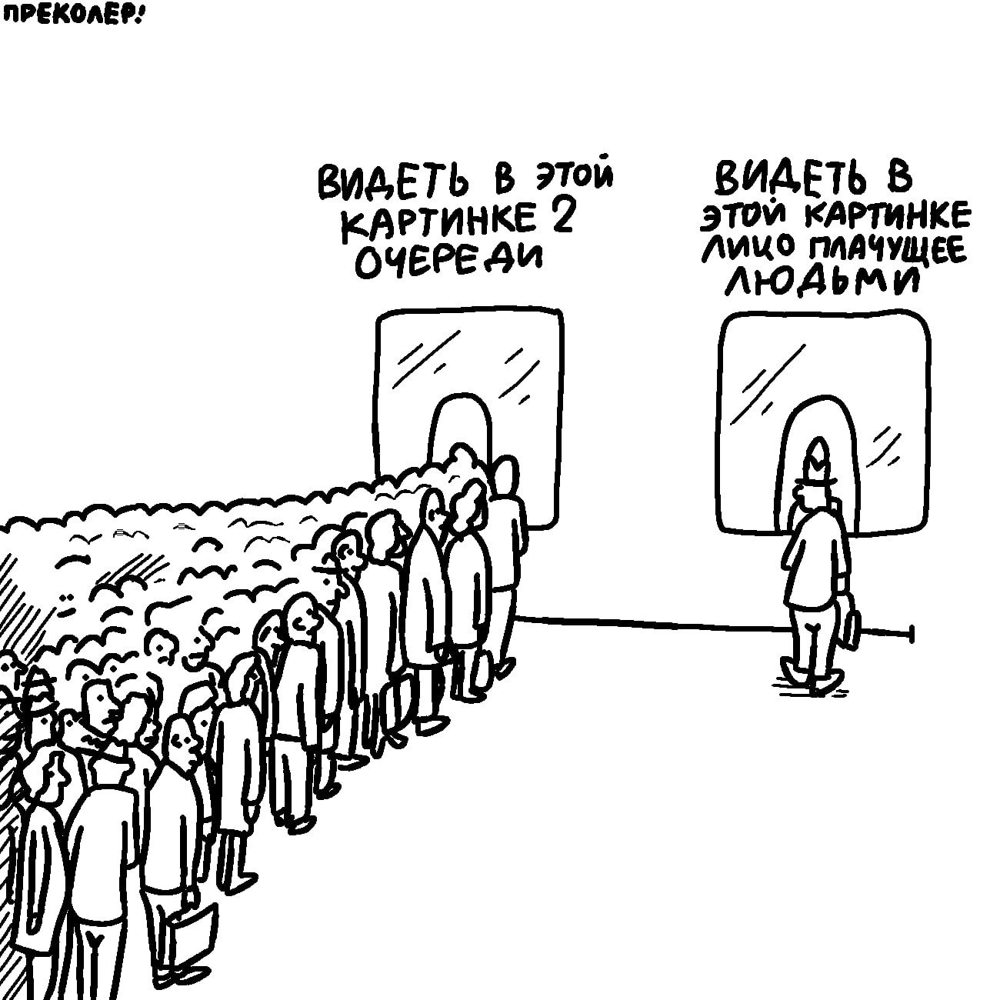 ПРЕКОЛЕР!
ВИДЕТЬ В ЭТОЙ
КАРТИНКЕ 2
ОЧЕРЕДИ
ВИДЕТЬ В
ЭТОЙ КАРТИНКЕ
ЛИЦО ПЛАЧУЩЕЕ
ЛЮДЬМИ